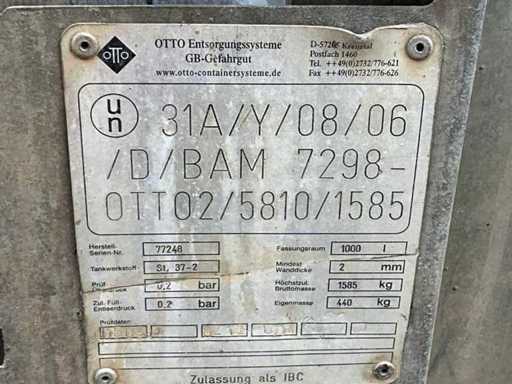 OTTO
OTTO Entsorgungssysteme
GB-Gefahrgut
www.otto-containersysteme.de
D-57205 Kreuztal
Postfach 1460
Tel. ++49(0)2732/776-621
Fax ++49(0)2732/776-626
un
31A/Y/08/06
/D/BAM 7298-
OTTO2/5810/1585
Herstell-
Serien-Nr. 77248
Fassungsraum 1000 l
Tankwerkstoff St. 37-2
Mindest
Wanddicke 2 mm
Prüf
0,2 bar
Höchstzul.
Bruttomasse 1585 kg
Zul. Füll-
Entleerdruck 0.2 bar
Eigenmasse 440 kg
Prüfdaten
Zulassung als IBC